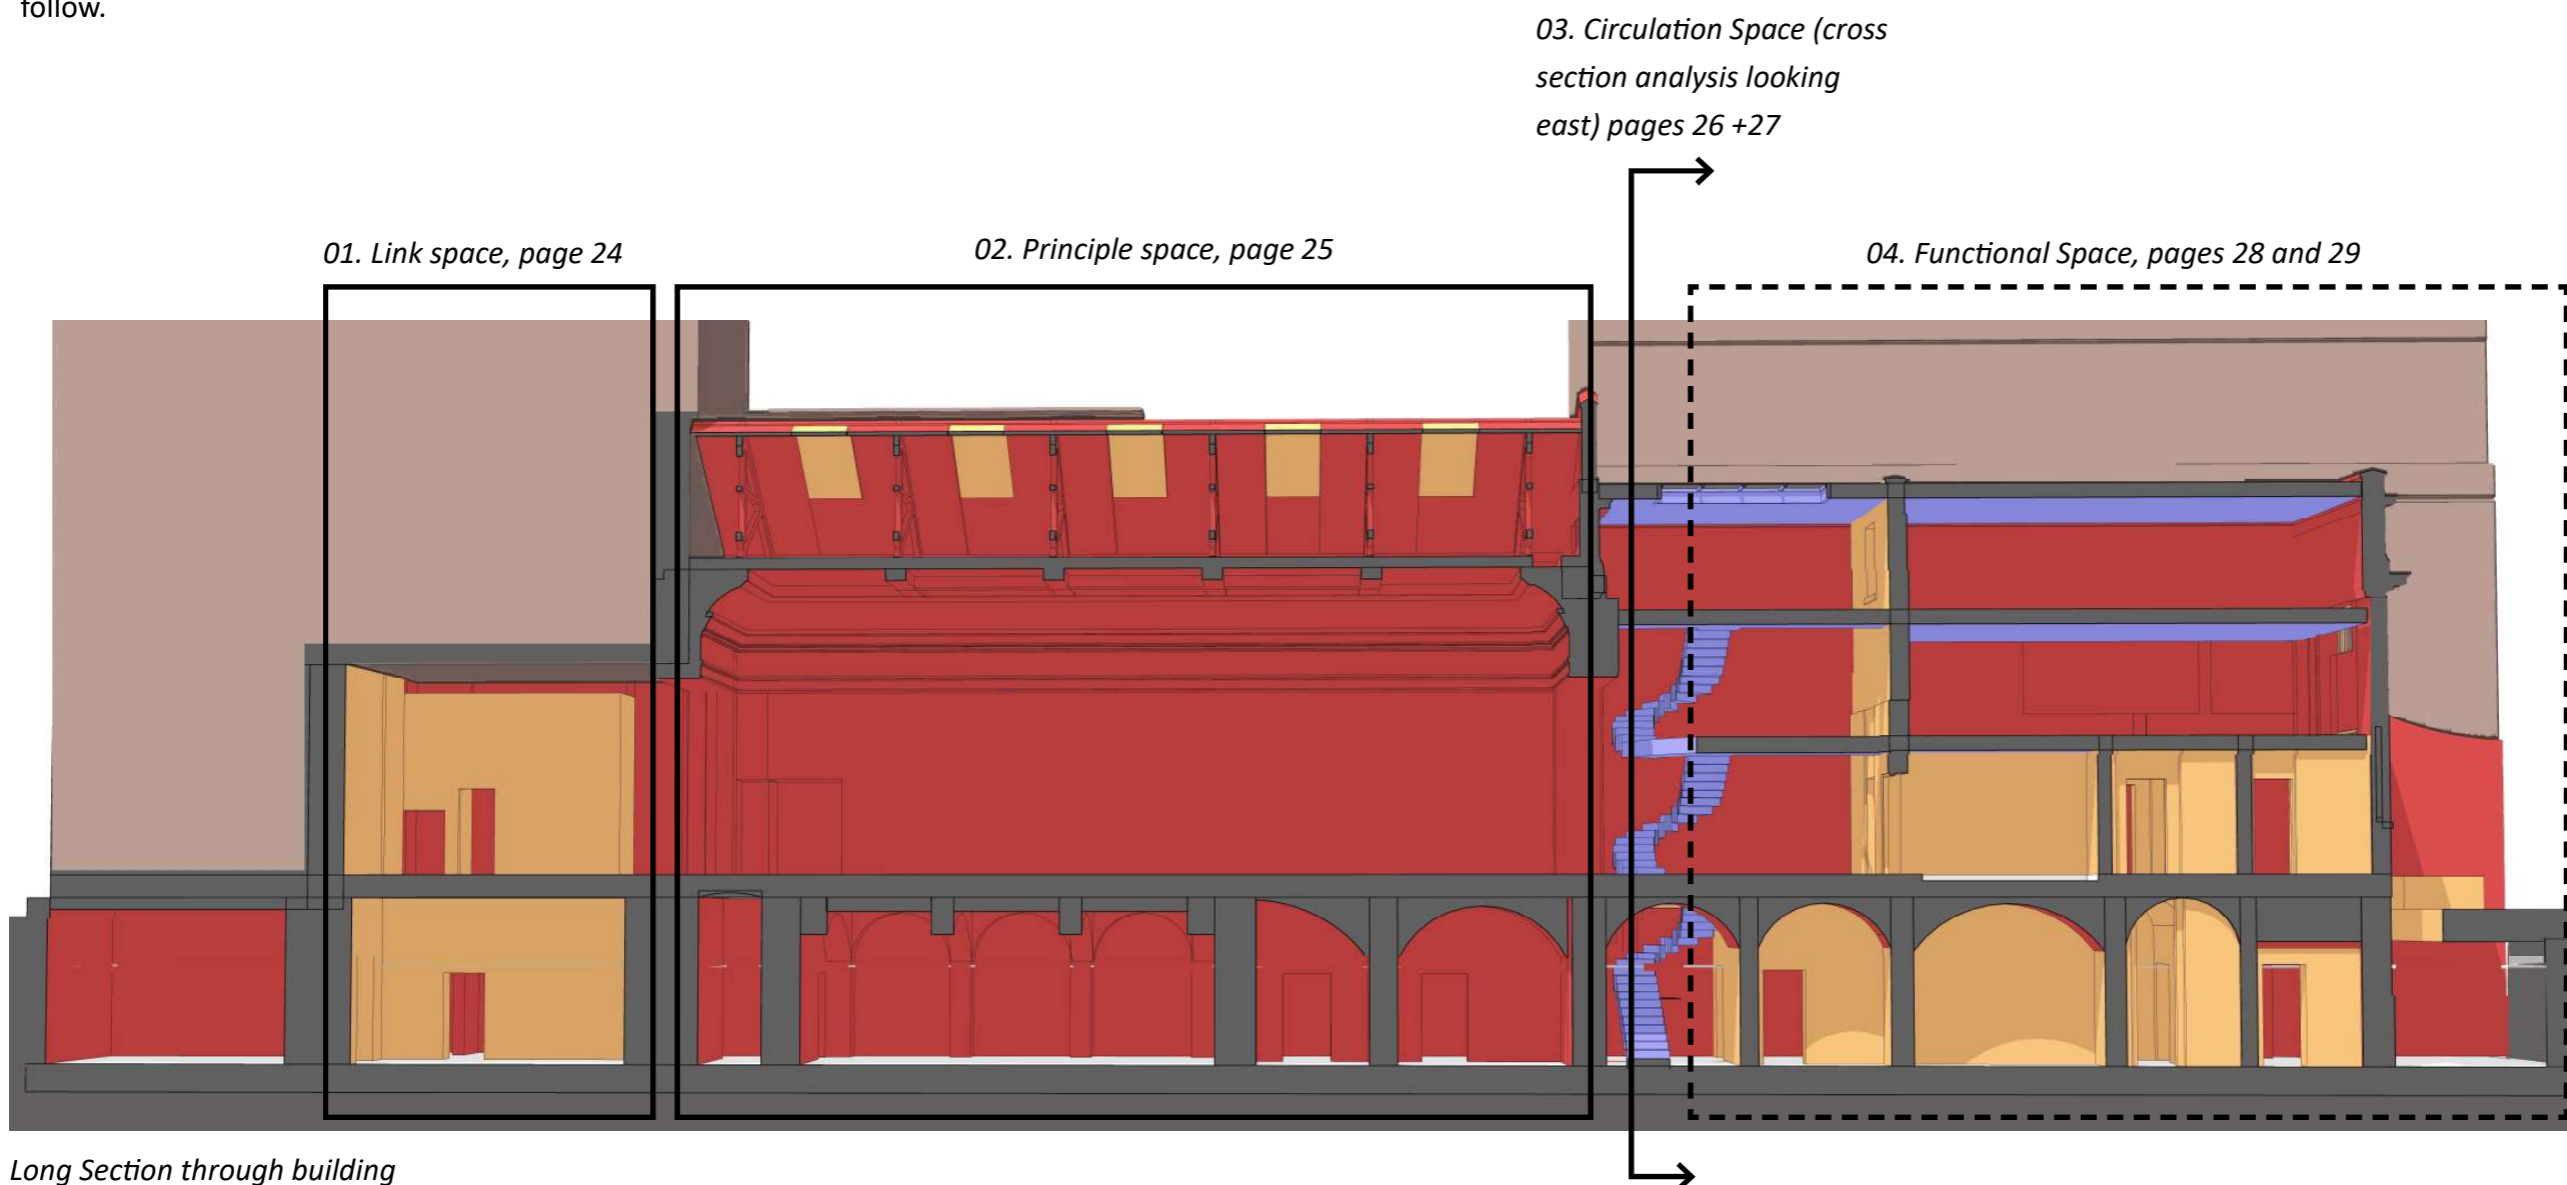 follow.
03. Circulation Space (cross
section analysis looking
east) pages 26 +27
01. Link space, page 24
02. Principle space, page 25
04. Functional Space, pages 28 and 29
Long Section through building